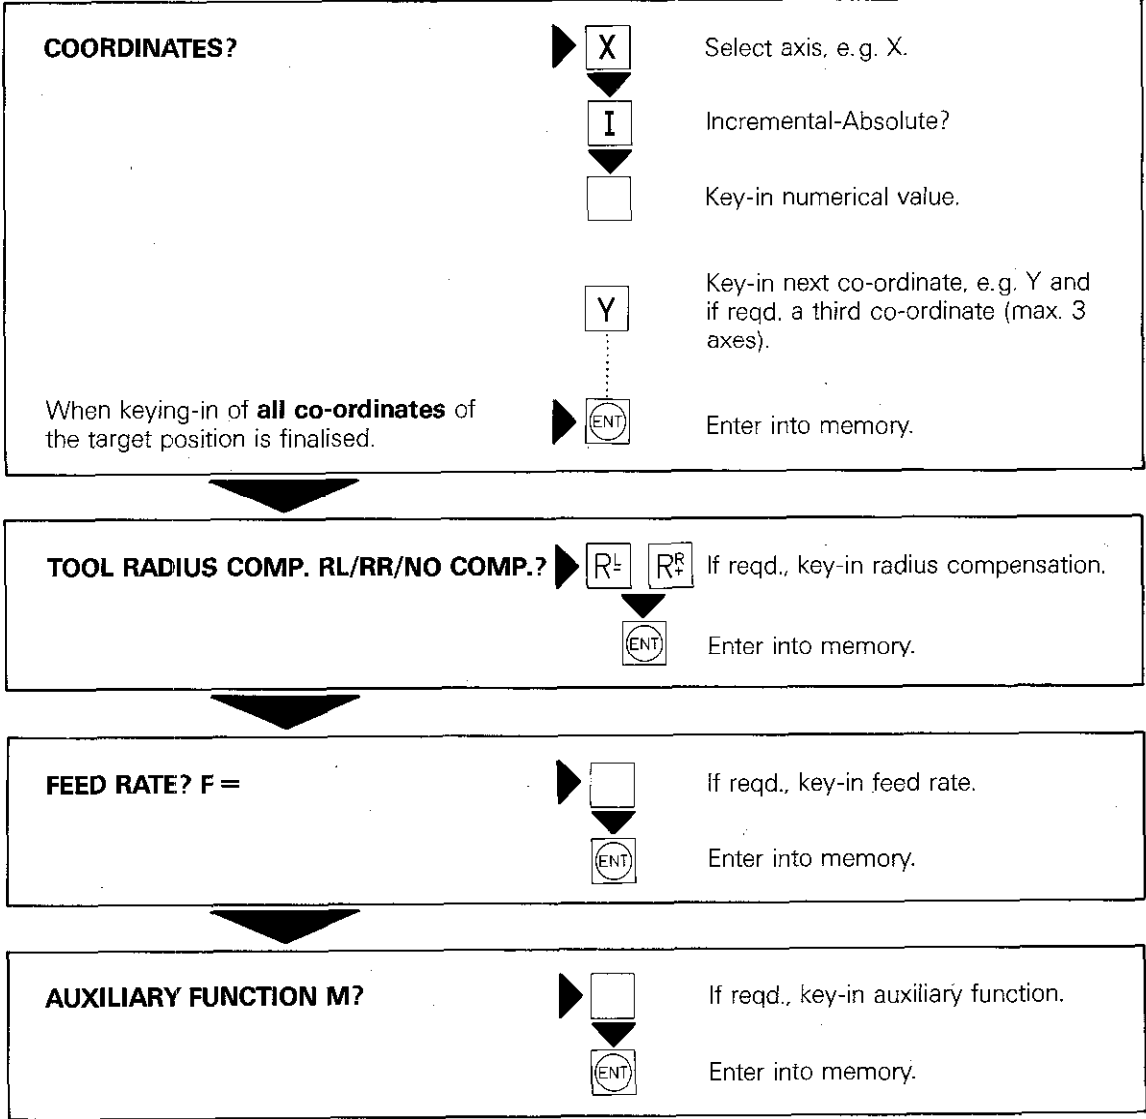 COORDINATES?
X
Select axis, e.g. X.
I
Incremental-Absolute?
Key-in numerical value.
Y
Key-in next co-ordinate, e.g. Y and
if reqd. a third co-ordinate (max. 3
axes).
When keying-in of all co-ordinates of
the target position is finalised.
ENT
Enter into memory.
TOOL RADIUS COMP. RL/RR/NO COMP.?
RL-
RR+
If reqd., key-in radius compensation.
ENT
Enter into memory.
FEED RATE? F =
If reqd., key-in feed rate.
ENT
Enter into memory.
AUXILIARY FUNCTION M?
If reqd., key-in auxiliary function.
ENT
Enter into memory.